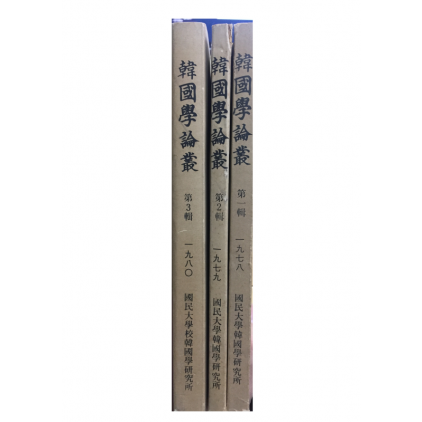 韓國學論叢
第3輯
一九八〇
國民大學校韓國學硏究所
韓國學論叢
第2輯
一九七九
國民大學韓國學硏究所
韓國學論叢
第一輯
一九七八
國民大學韓國學硏究所